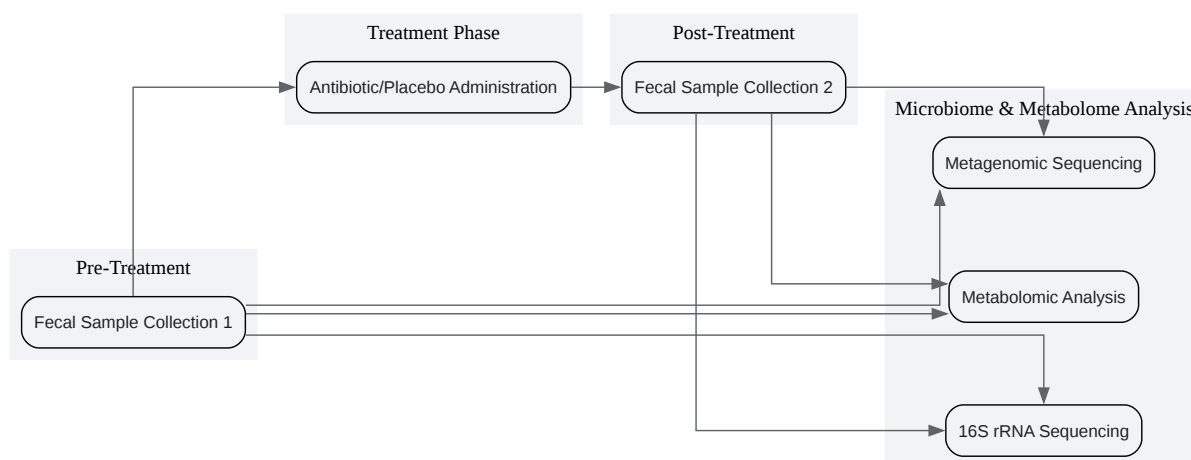 Treatment Phase
Antibiotic/Placebo Administration
Post-Treatment
Fecal Sample Collection 2
Microbiome & Metabolome Analysis
Metagenomic Sequencing
Pre-Treatment
Fecal Sample Collection 1
Metabolomic Analysis
16S rRNA Sequencing